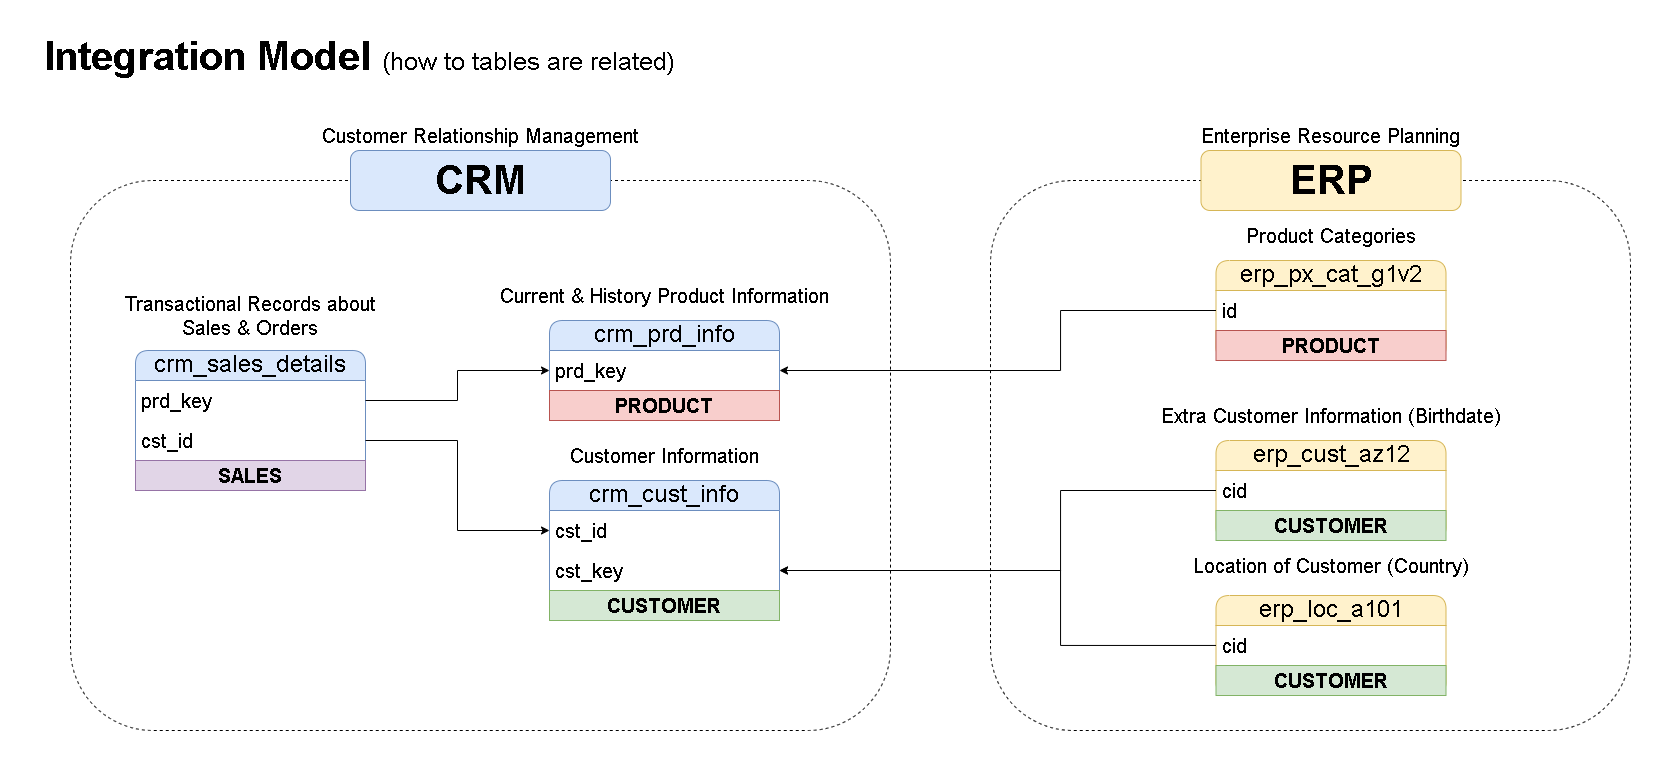 Integration Model (how to tables are related)
Customer Relationship Management
CRM
Transactional Records about
Sales & Orders
crm_sales_details
prd_key
cst_id
SALES
Current & History Product Information
crm_prd_info
prd_key
PRODUCT
Customer Information
crm_cust_info
cst_id
cst_key
CUSTOMER
Enterprise Resource Planning
ERP
Product Categories
erp_px_cat_g1v2
id
PRODUCT
Extra Customer Information (Birthdate)
erp_cust_az12
cid
CUSTOMER
Location of Customer (Country)
erp_loc_a101
cid
CUSTOMER